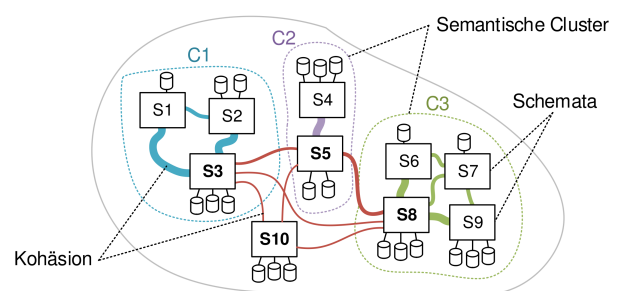 Semantische Cluster
C2
C1
C3
Schemata
S1
S2
S4
S3
S5
S6
S7
S8
S9
S10
Kohäsion